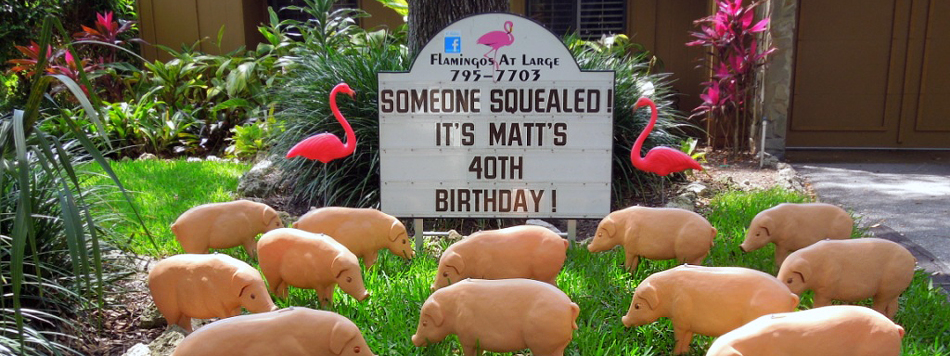 f
Flamingos At Large
795-7703
SOMEONE SQUEALED!
IT'S MATT'S
40TH
BIRTHDAY!